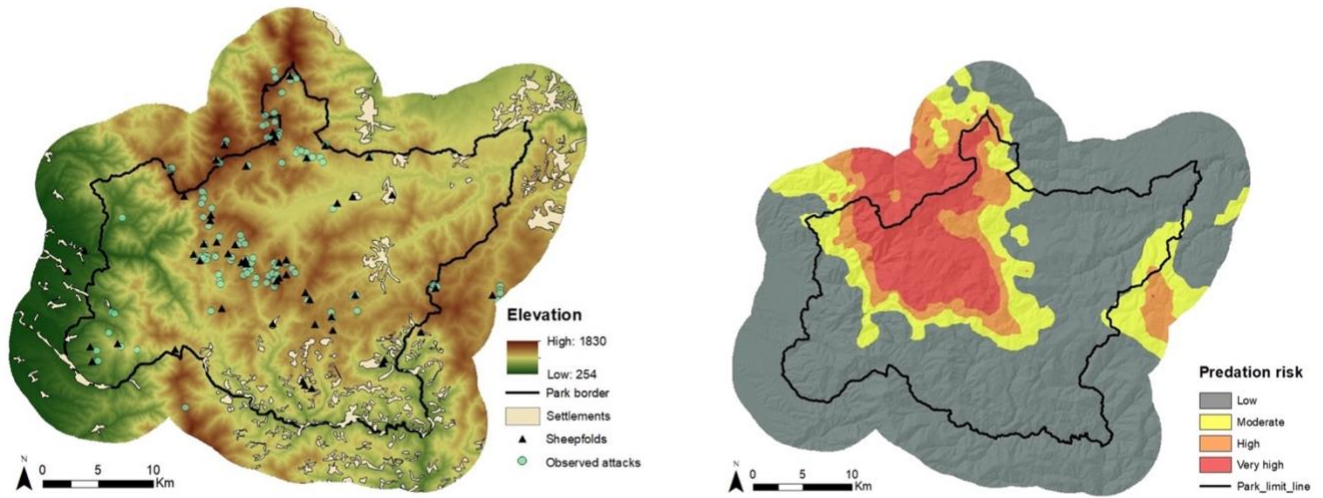 Elevation
High: 1830
Low: 254
Park border
Settlements
Sheepfolds
Observed attacks
N
0 5 10
Km
Predation risk
Low
Moderate
High
Very high
Park_limit_line
N
0 5 10
Km